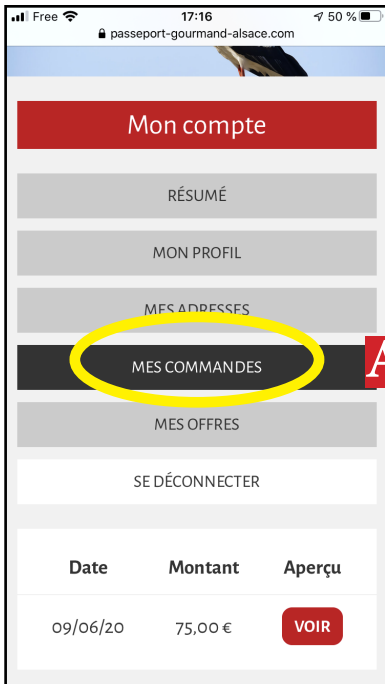 Free 17:16 50 %
passeport-gourmand-alsace.com
Mon compte
RÉSUMÉ
MON PROFIL
MES ADRESSES
MES COMMANDES
A
MES OFFRES
SE DÉCONNECTER
Date Montant Aperçu
09/06/20 75,00 € VOIR